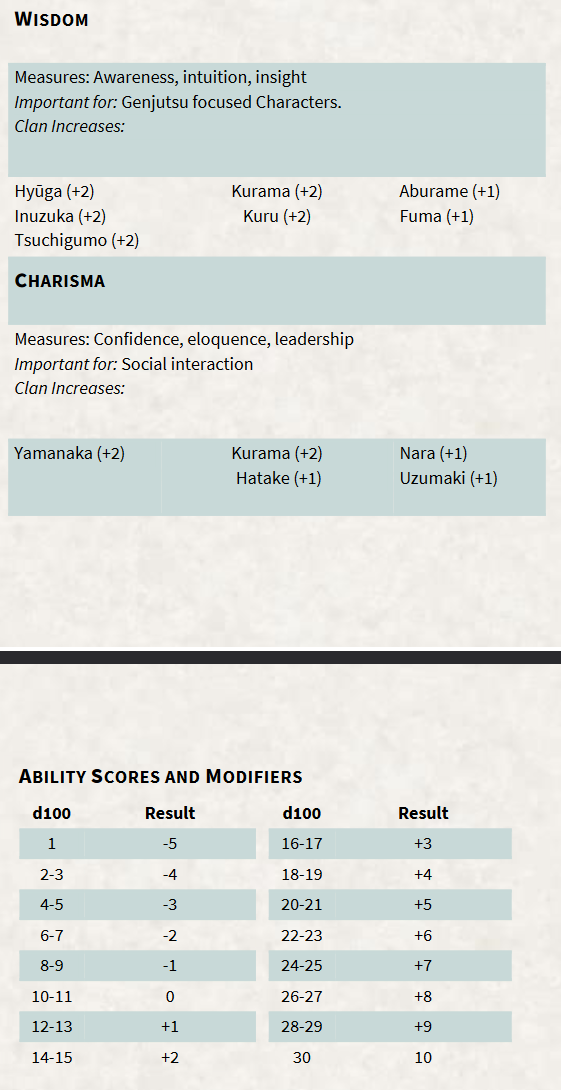 WISDOM
Measures: Awareness, intuition, insight
Important for: Genjutsu focused Characters.
Clan Increases:
Hyūga (+2) Kurama (+2) Aburame (+1)
Inuzuka (+2) Kuru (+2) Fuma (+1)
Tsuchigumo (+2)
CHARISMA
Measures: Confidence, eloquence, leadership
Important for: Social interaction
Clan Increases:
Yamanaka (+2) Kurama (+2) Nara (+1)
Hatake (+1) Uzumaki (+1)
ABILITY SCORES AND MODIFIERS
d100 Result d100 Result
1 -5 16-17 +3
2-3 -4 18-19 +4
4-5 -3 20-21 +5
6-7 -2 22-23 +6
8-9 -1 24-25 +7
10-11 0 26-27 +8
12-13 +1 28-29 +9
14-15 +2 30 10